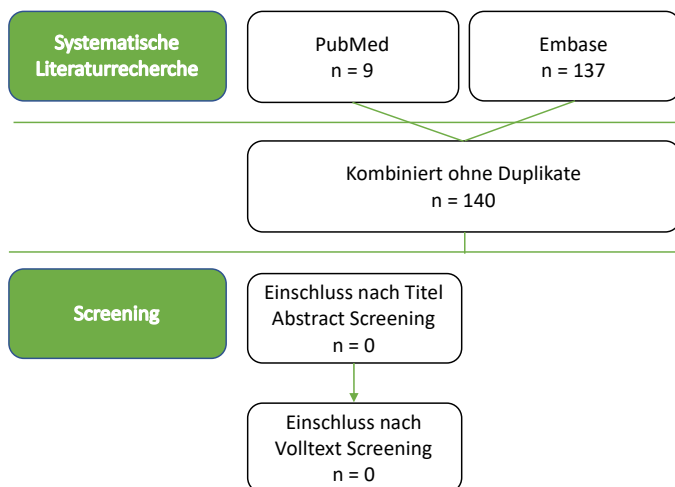 Systematische
Literaturrecherche
PubMed
n = 9
Embase
n = 137
Kombiniert ohne Duplikate
n = 140
Screening
Einschluss nach Titel
Abstract Screening
n = 0
Einschluss nach
Volltext Screening
n = 0